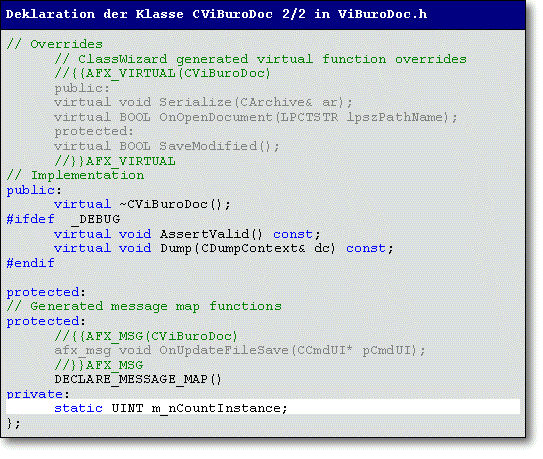 Deklaration der Klasse CViBuroDoc 2/2 in ViBuroDoc.h
// Overrides
// ClassWizard generated virtual function overrides
//{{AFX_VIRTUAL(CViBuroDoc)
public:
virtual void Serialize(CArchive& ar);
virtual BOOL OnOpenDocument(LPCTSTR lpszPathName);
protected:
virtual BOOL SaveModified();
//}}AFX_VIRTUAL
// Implementation
public:
virtual ~CViBuroDoc();
#ifdef _DEBUG
virtual void AssertValid() const;
virtual void Dump(CDumpContext& dc) const;
#endif
protected:
// Generated message map functions
protected:
//{{AFX_MSG(CViBuroDoc)
afx_msg void OnUpdateFileSave(CCmdUI* pCmdUI);
//}}AFX_MSG
DECLARE_MESSAGE_MAP()
private:
static UINT m_nCountInstance;
};